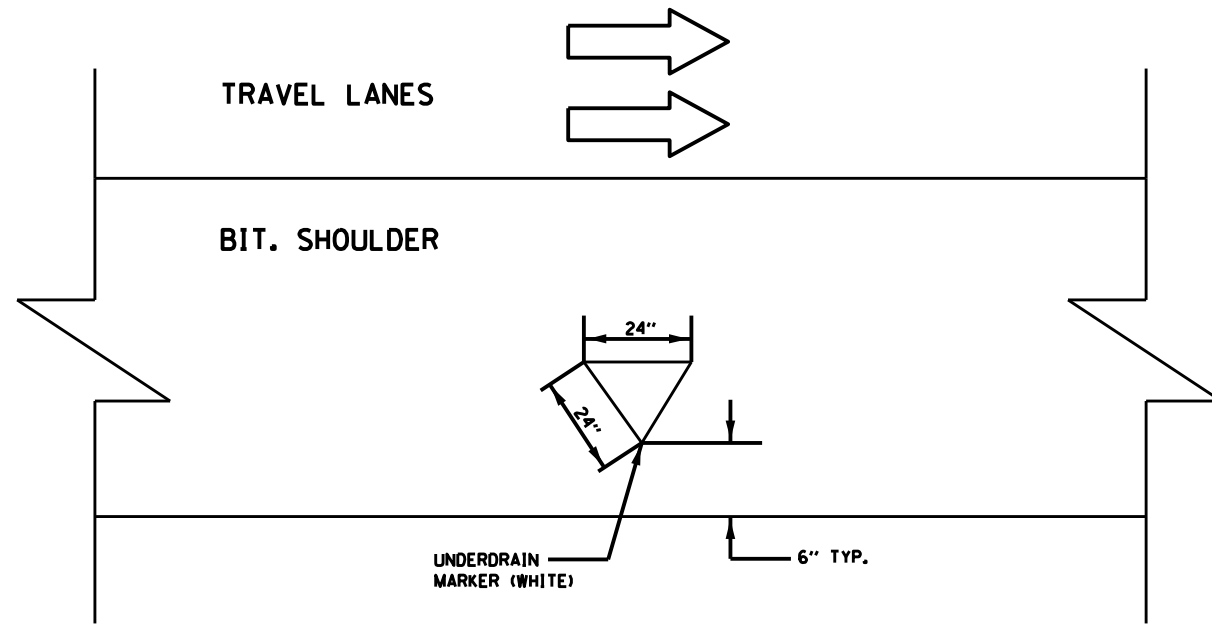 TRAVEL LANES
BIT. SHOULDER
24"
24"
UNDERDRAIN
MARKER (WHITE)
6" TYP.